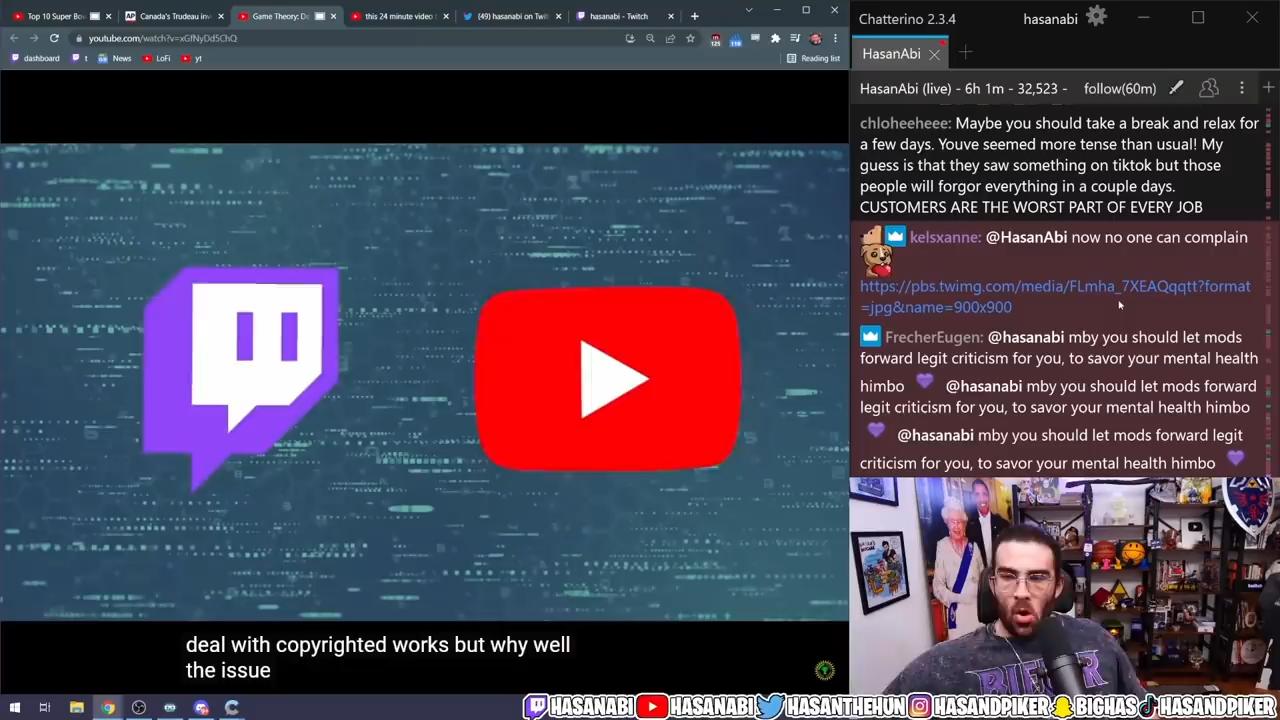 Top 10 Super Bo
Canada's Trudeau inv
Game Theory: D
this 24 minute video
(49) hasanabi on Twit
hasanabi - Twitch
youtube.com/watch?v=xGfNyDd5ChQ
dashboard
t
News
LoFi
yt
Reading list
deal with copyrighted works but why well
the issue
Chatterino 2.3.4
hasanabi
HasanAbi
HasanAbi (live) - 6h 1m - 32,523 -
follow(60m)
chloheeheee: Maybe you should take a break and relax for
a few days. Youve seemed more tense than usual! My
guess is that they saw something on tiktok but those
people will forgor everything in a couple days.
CUSTOMERS ARE THE WORST PART OF EVERY JOB
kelsxanne: @HasanAbi now no one can complain
https://pbs.twimg.com/media/FLmha_7XEAQqqtt?format
=jpg&name=900x900
FrecherEugen: @hasanabi mby you should let mods
forward legit criticism for you, to savor your mental health
himbo @hasanabi mby you should let mods forward
legit criticism for you, to savor your mental health himbo
@hasanabi mby you should let mods forward legit
criticism for you, to savor your mental health himbo
HASANABI
HASANABI
HASANTHEHUN
HASANDPIKER
BIGHAS
HASANDPIKER